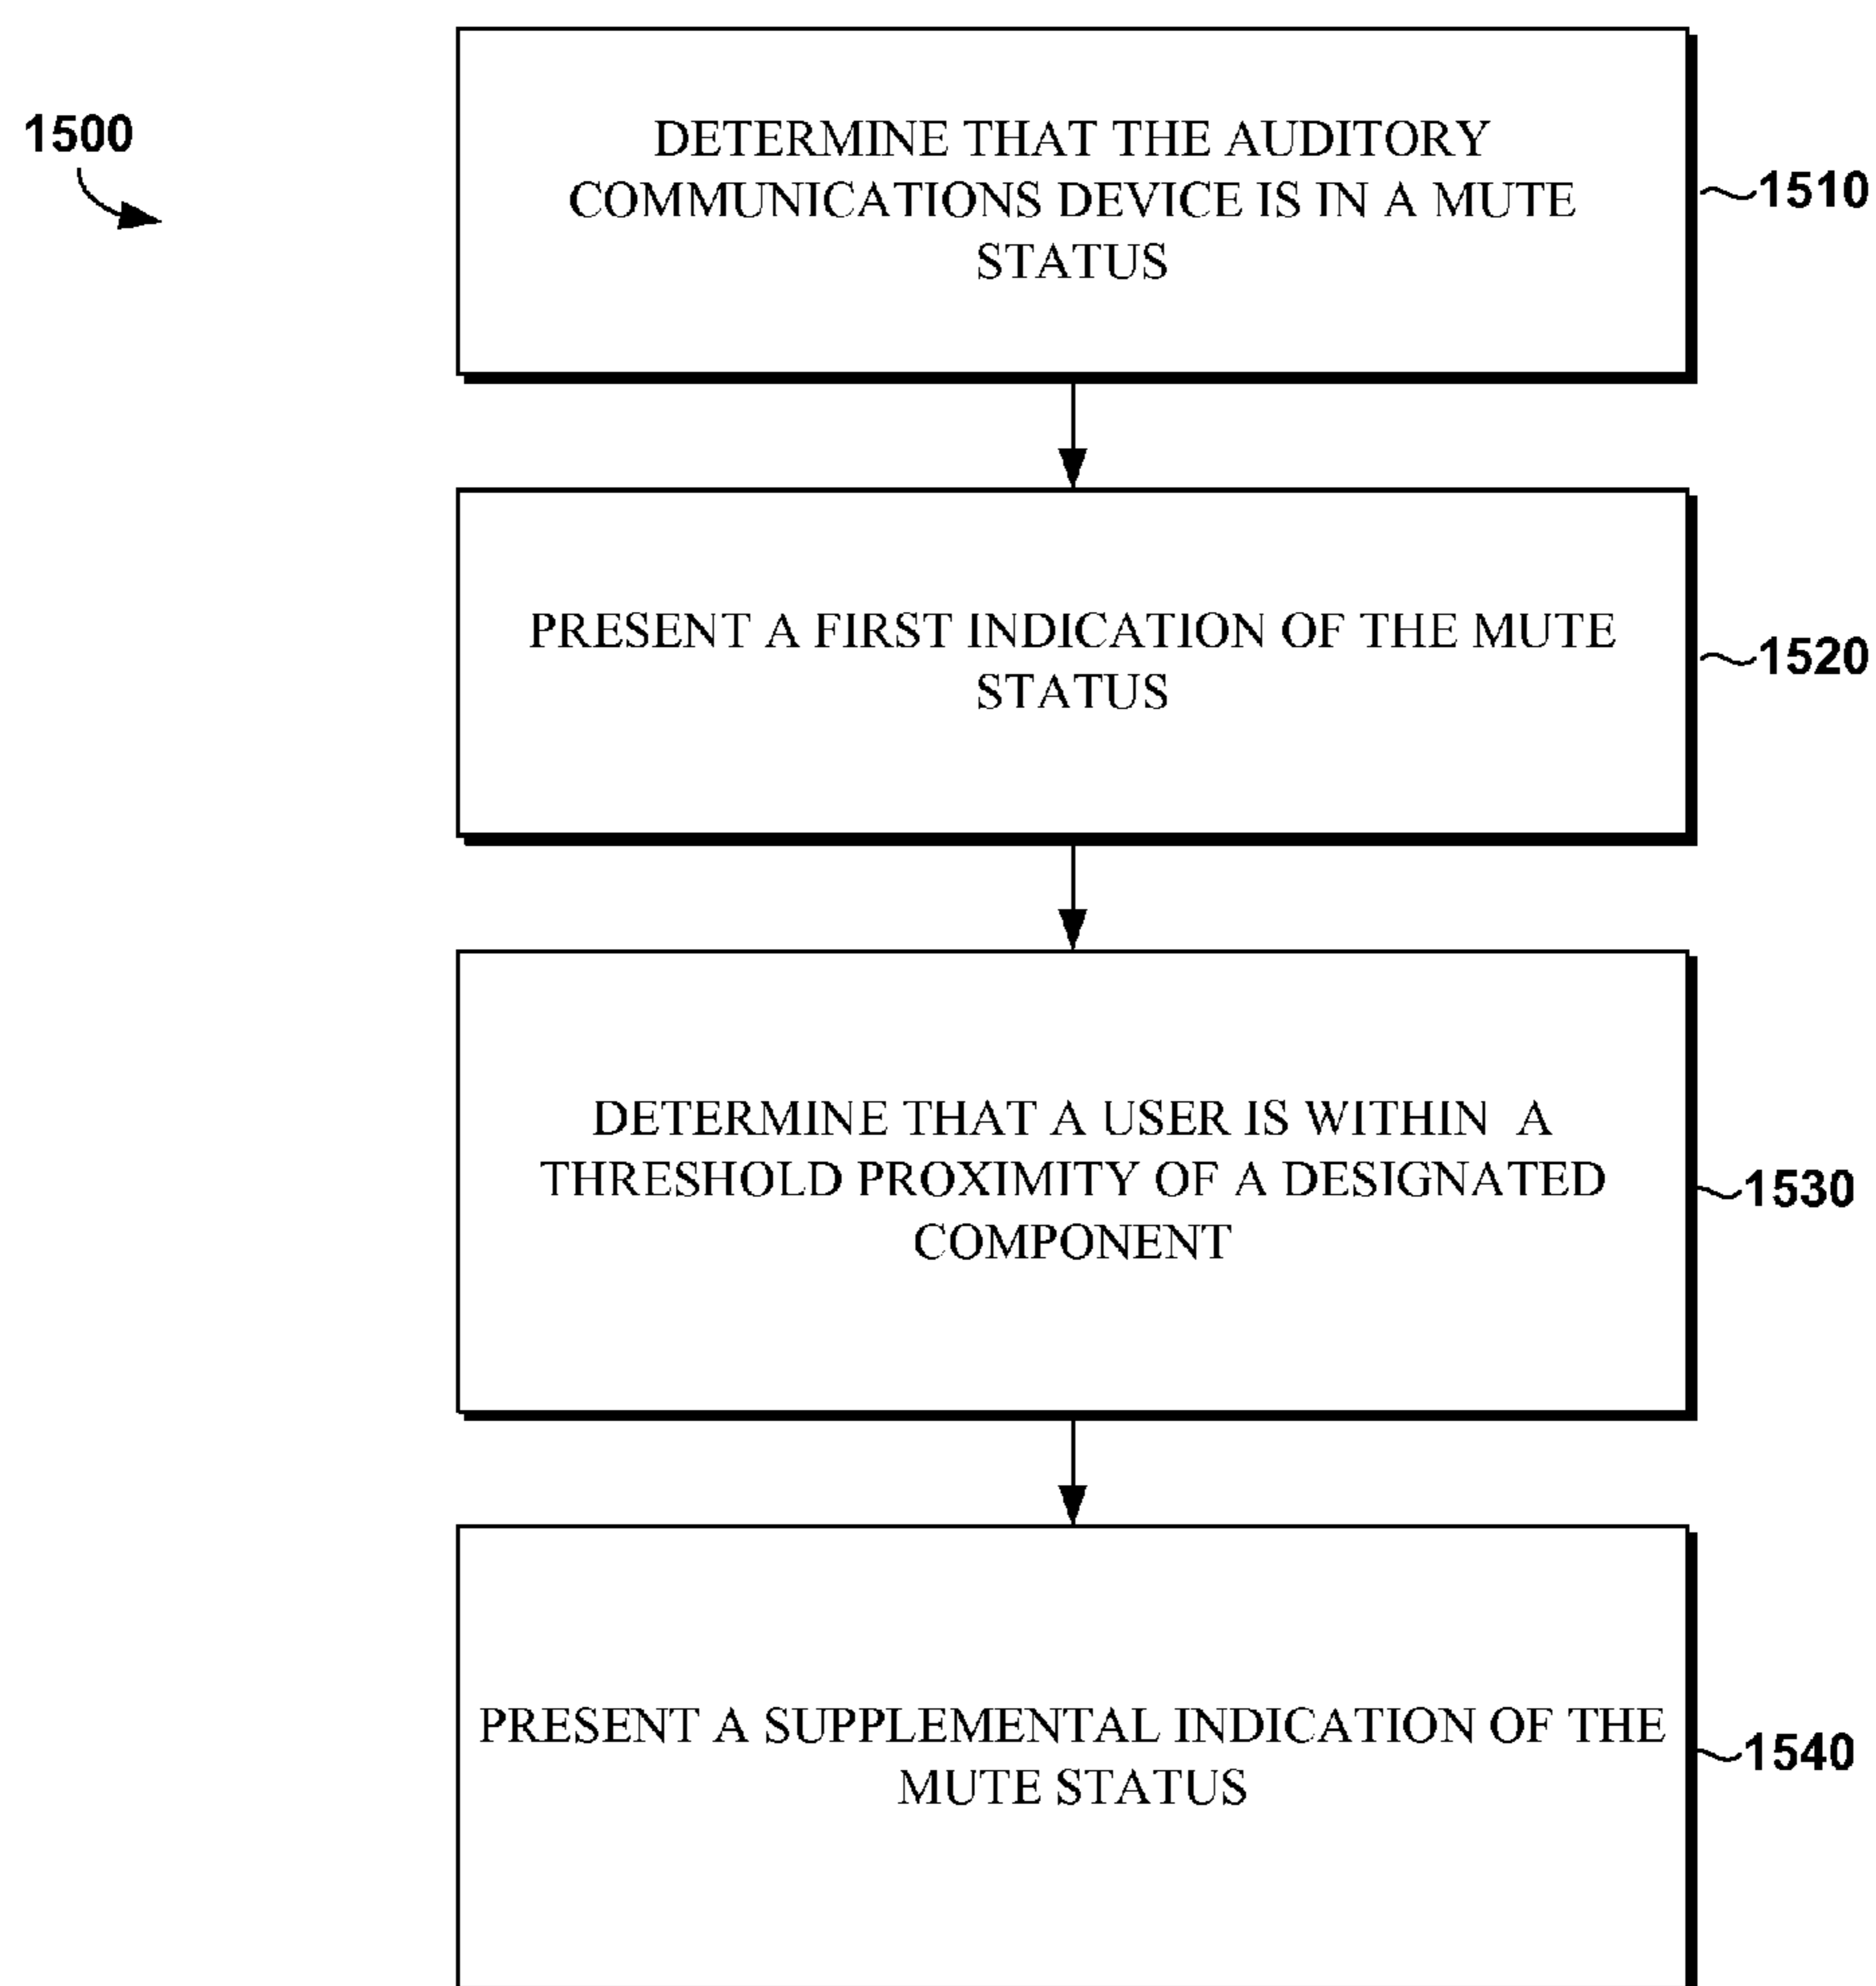 1500
DETERMINE THAT THE AUDITORY
COMMUNICATIONS DEVICE IS IN A MUTE
STATUS
1510
PRESENT A FIRST INDICATION OF THE MUTE
STATUS
1520
DETERMINE THAT A USER IS WITHIN A
THRESHOLD PROXIMITY OF A DESIGNATED
COMPONENT
1530
PRESENT A SUPPLEMENTAL INDICATION OF THE
MUTE STATUS
1540